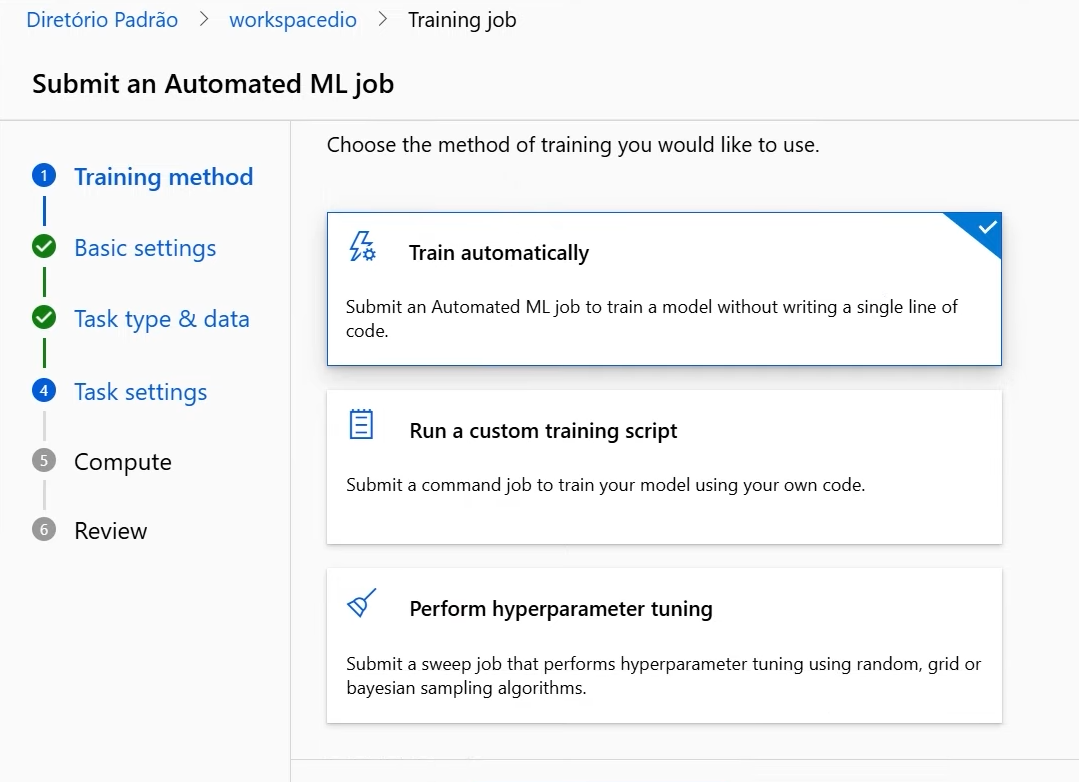 Diretório Padrão > workspacedio > Training job
Submit an Automated ML job
1 Training method
Basic settings
Task type & data
4 Task settings
5 Compute
6 Review
Choose the method of training you would like to use.
Train automatically
Submit an Automated ML job to train a model without writing a single line of
code.
Run a custom training script
Submit a command job to train your model using your own code.
Perform hyperparameter tuning
Submit a sweep job that performs hyperparameter tuning using random, grid or
bayesian sampling algorithms.